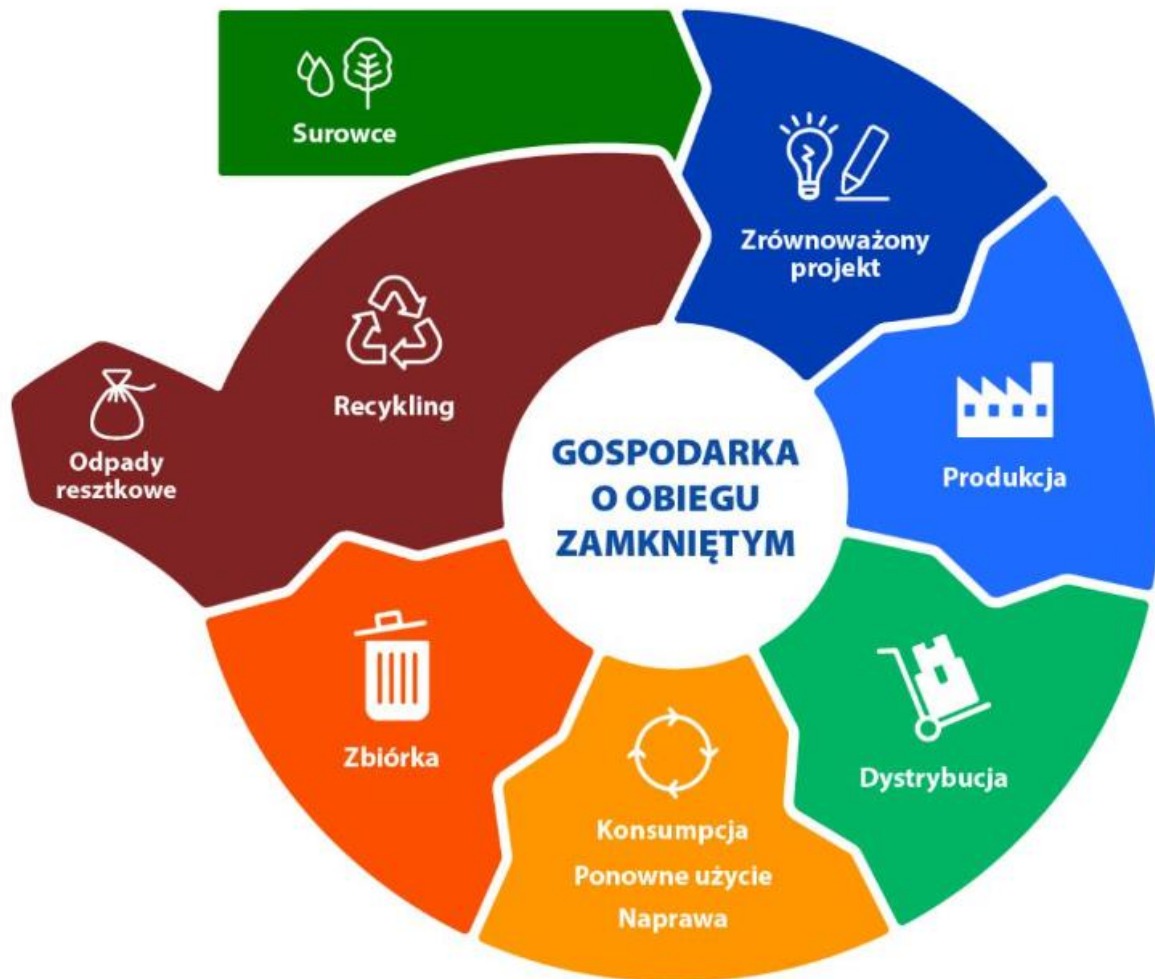 Surowce
Zrównoważony
projekt
Produkcja
Dystrybucja
Konsumpcja
Ponowne użycie
Naprawa
Zbiórka
Recykling
Odpady
resztkowe
GOSPODARKA
O OBIEGU
ZAMKNIĘTYM